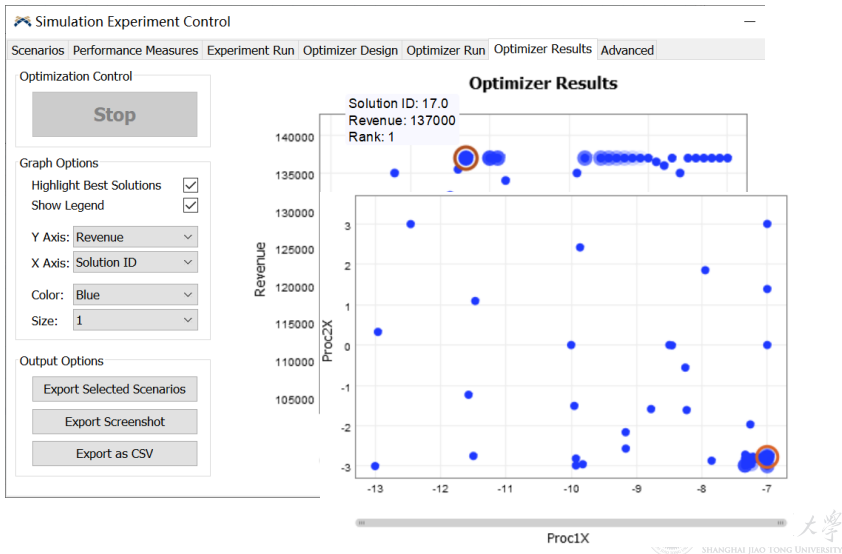 Simulation Experiment Control
Scenarios Performance Measures Experiment Run Optimizer Design Optimizer Run Optimizer Results Advanced
Optimization Control
Stop
Graph Options
Highlight Best Solutions
Show Legend
Y Axis: Revenue
X Axis: Solution ID
Color: Blue
Size: 1
Output Options
Export Selected Scenarios
Export Screenshot
Export as CSV
Optimizer Results
Solution ID: 17.0
Revenue: 137000
Rank: 1
Revenue
140000
135000
130000
125000
120000
115000
110000
105000
Proc2X
3
2
1
0
-1
-2
-3
-13 -12 -11 -10 -9 -8 -7
Proc1X
大学
SHANGHAI JIAO TONG UNIVERSITY